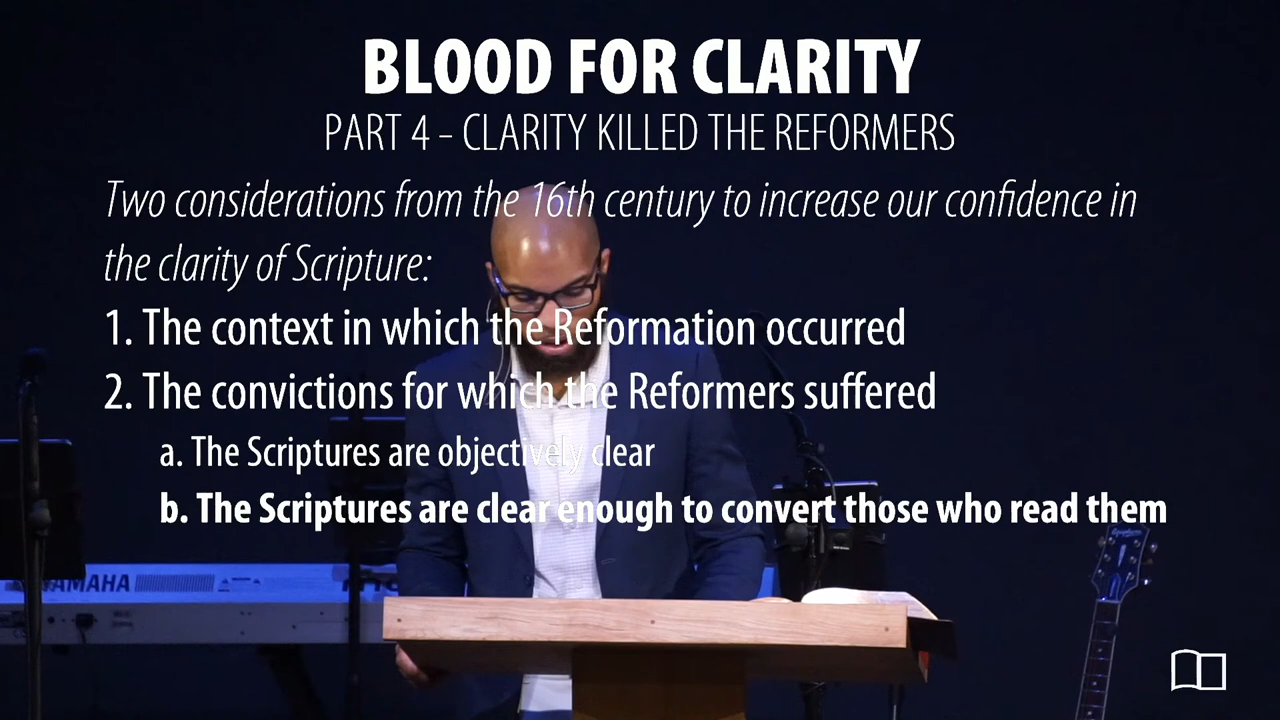 BLOOD FOR CLARITY
PART 4 – CLARITY KILLED THE REFORMERS
Two considerations from the 16th century to increase our confidence in
the clarity of Scripture:
1. The context in which the Reformation occurred
2. The convictions for which the Reformers suffered
a. The Scriptures are objectively clear
b. The Scriptures are clear enough to convert those who read them
YAMAHA
Epiphone